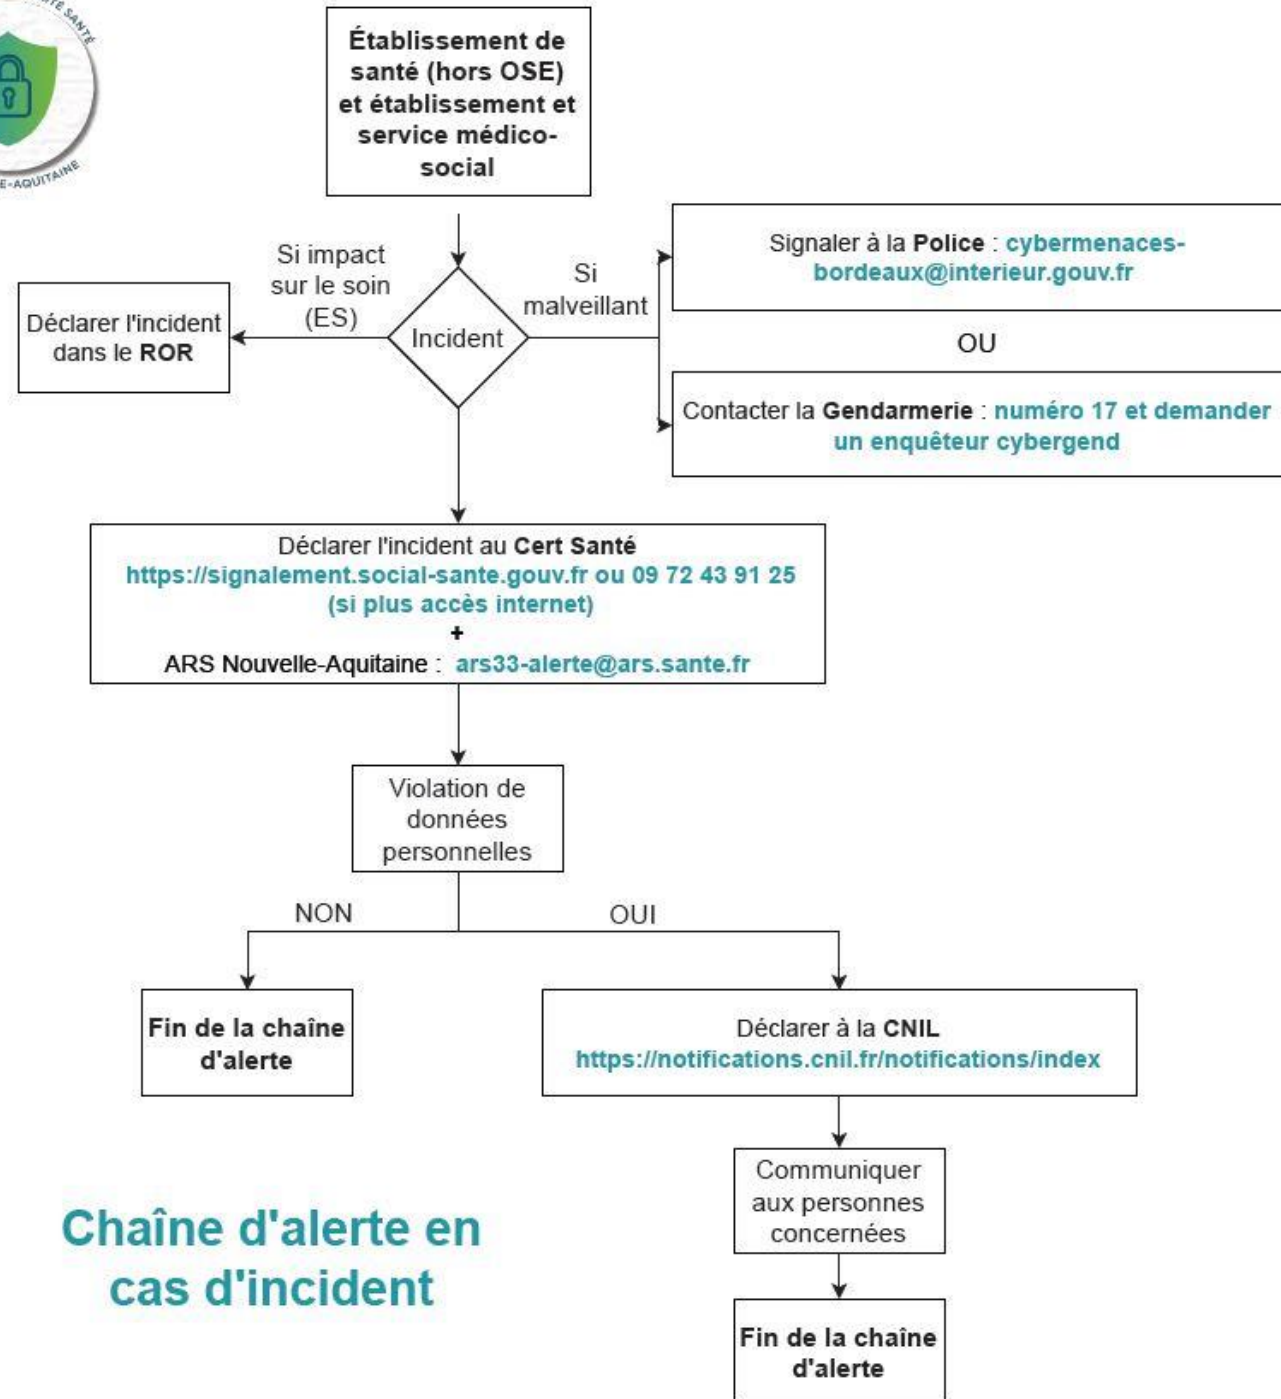 TÉ SANTÉ
E-AQUITAINE
Établissement de
santé (hors OSE)
et établissement et
service médico-
social
Si impact
sur le soin
(ES)
Incident
Si
malveillant
Déclarer l'incident
dans le ROR
Signaler à la Police : cybermenaces-
bordeaux@interieur.gouv.fr
OU
Contacter la Gendarmerie : numéro 17 et demander
un enquêteur cybergend
Déclarer l'incident au Cert Santé
https://signalement.social-sante.gouv.fr ou 09 72 43 91 25
(si plus accès internet)
+
ARS Nouvelle-Aquitaine : ars33-alerte@ars.sante.fr
Violation de
données
personnelles
NON
OUI
Fin de la chaîne
d'alerte
Déclarer à la CNIL
https://notifications.cnil.fr/notifications/index
Communiquer
aux personnes
concernées
Fin de la chaîne
d'alerte
Chaîne d'alerte en
cas d'incident